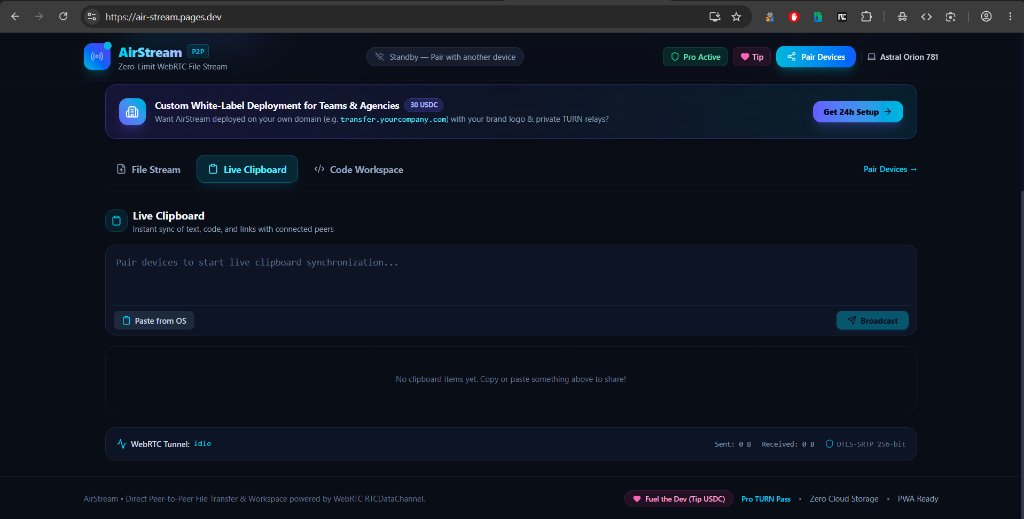 https://air-stream.pages.dev
AirStream P2P
Zero-Limit WebRTC File Stream
Standby — Pair with another device
Pro Active
Tip
Pair Devices
Astral Orion 781
Custom White-Label Deployment for Teams & Agencies 30 USDC
Want AirStream deployed on your own domain (e.g. transfer.yourcompany.com) with your brand logo & private TURN relays?
Get 24h Setup →
File Stream
Live Clipboard
Code Workspace
Pair Devices →
Live Clipboard
Instant sync of text, code, and links with connected peers
Pair devices to start live clipboard synchronization...
Paste from OS
Broadcast
No clipboard items yet. Copy or paste something above to share!
WebRTC Tunnel: Idle
Sent: 0 B Received: 0 B DTLS-SRTP 256-bit
AirStream • Direct Peer-to-Peer File Transfer & Workspace powered by WebRTC RTCDataChannel.
Fuel the Dev (Tip USDC)
Pro TURN Pass • Zero Cloud Storage • PWA Ready